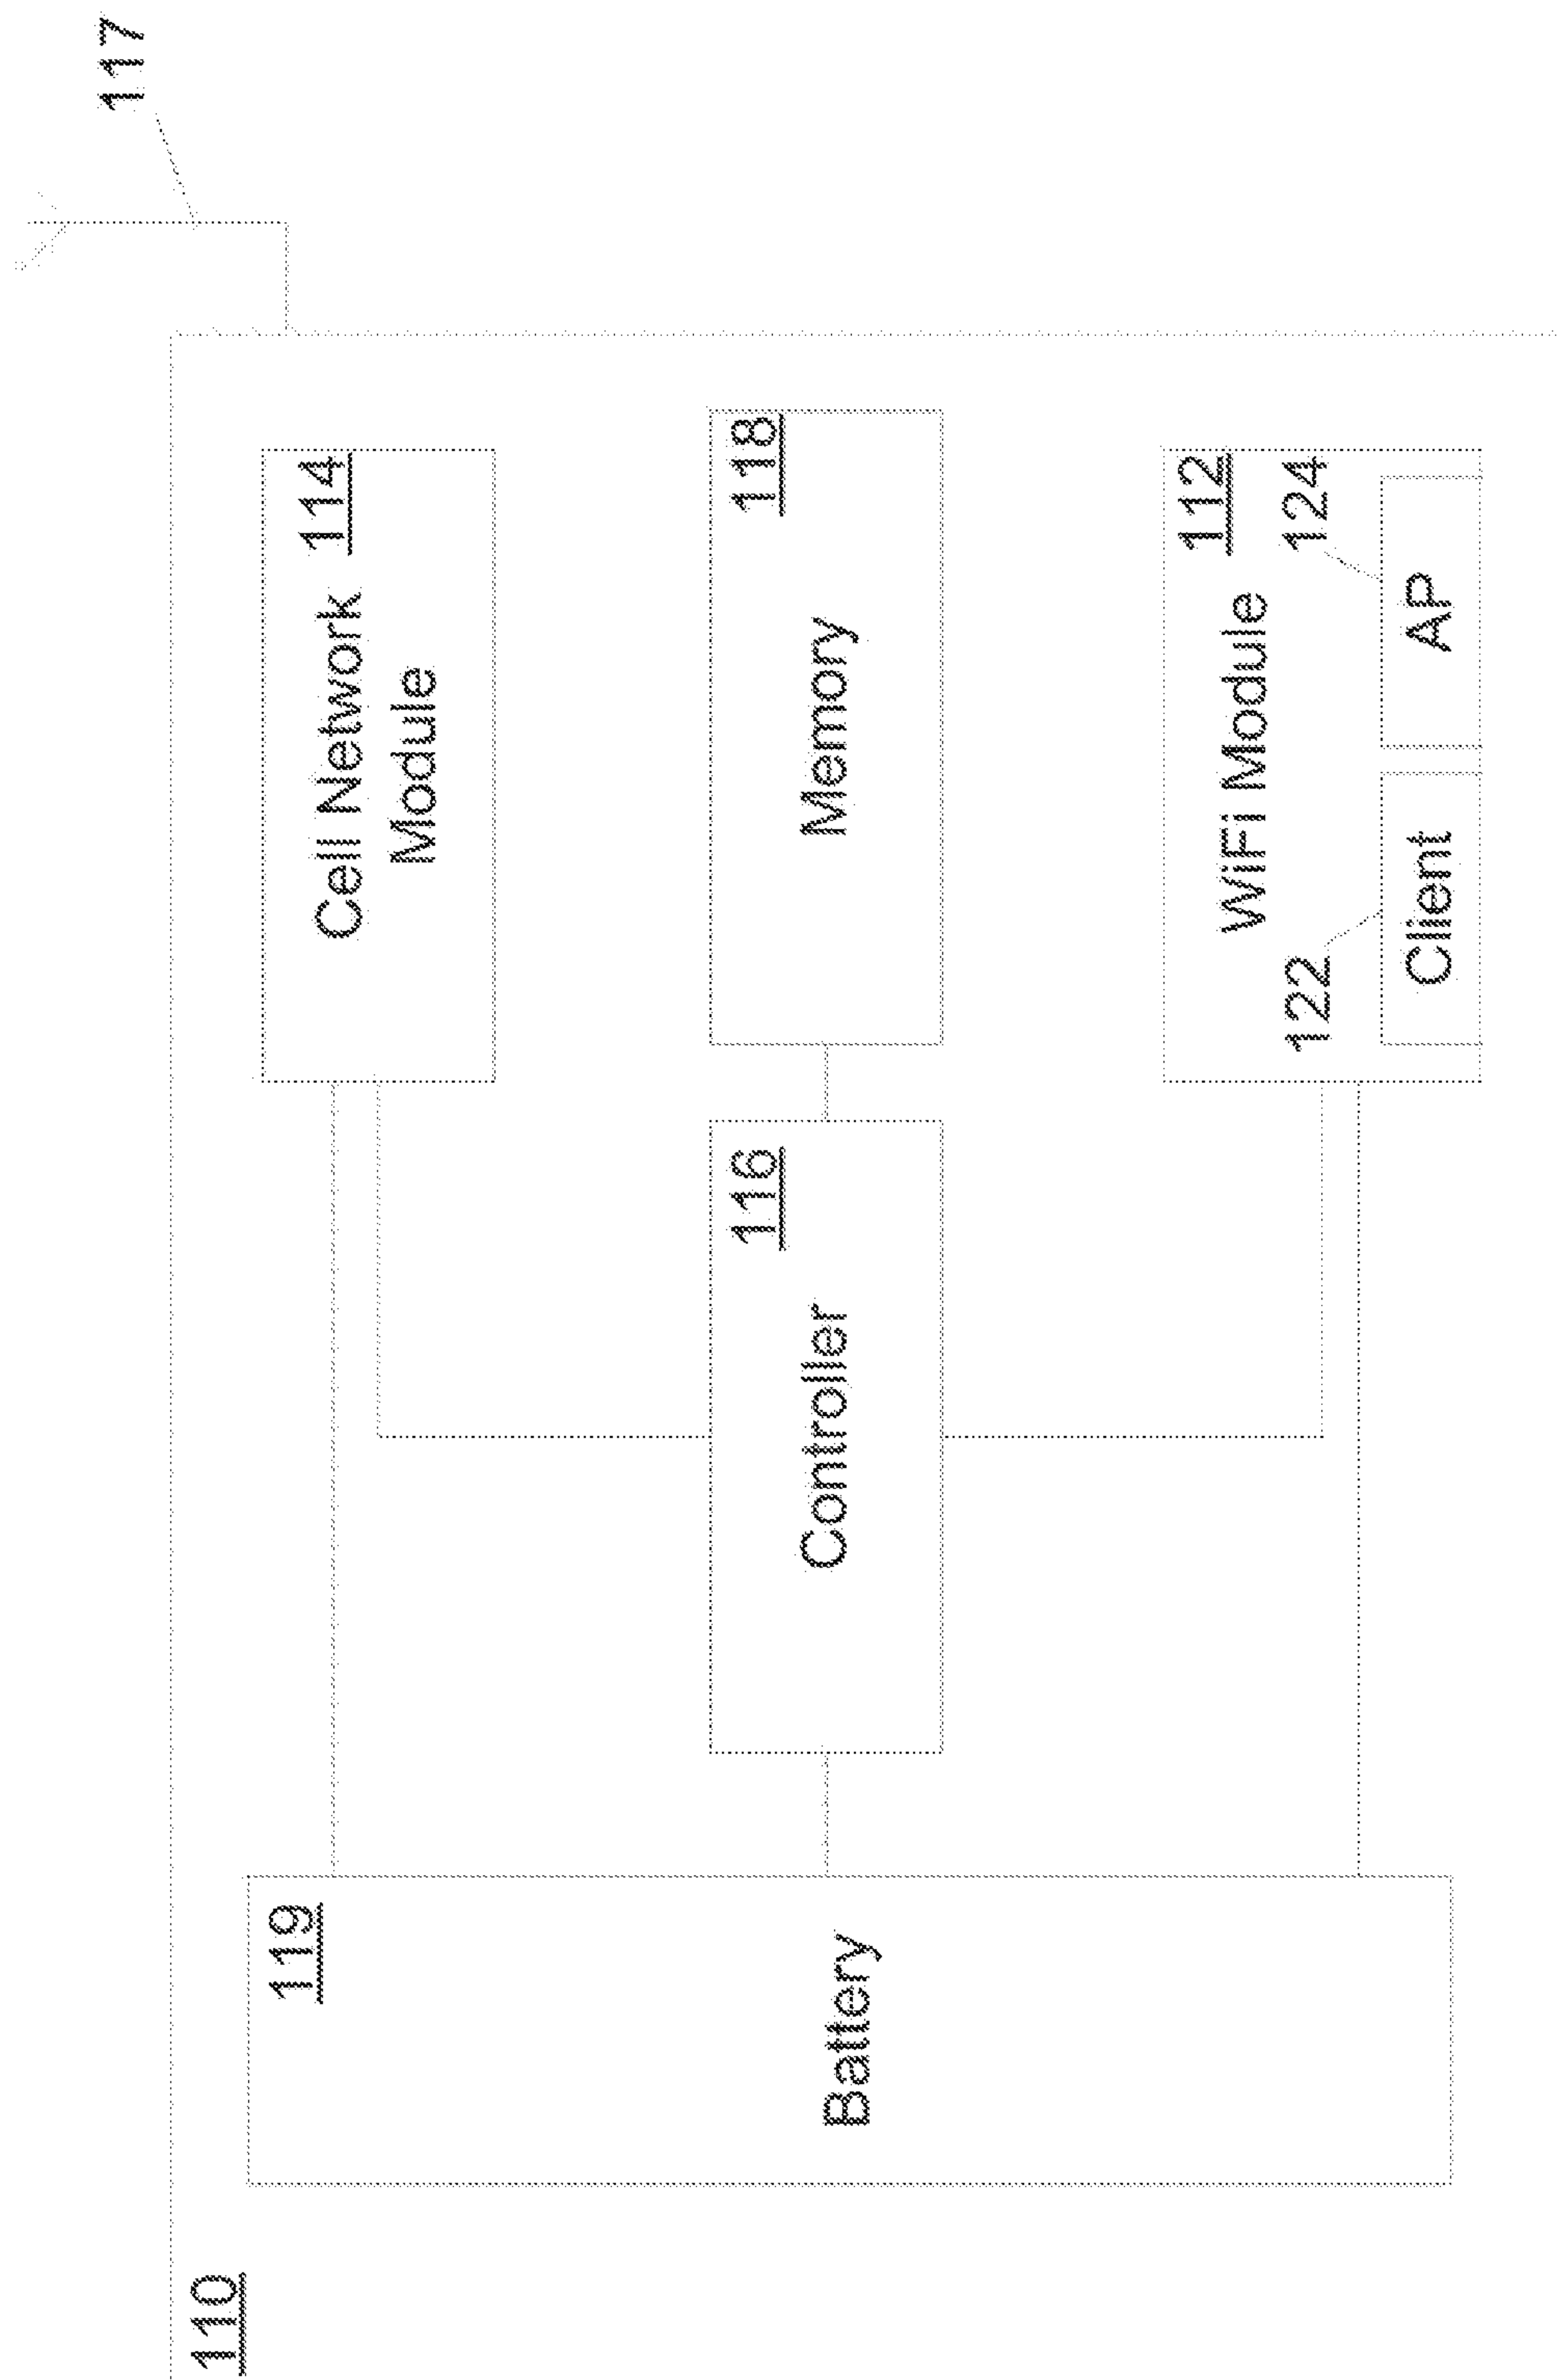 110
117
119
Battery
116
Controller
Cell Network
Module
114
118
Memory
112
WiFi Module
122
124
Client
AP